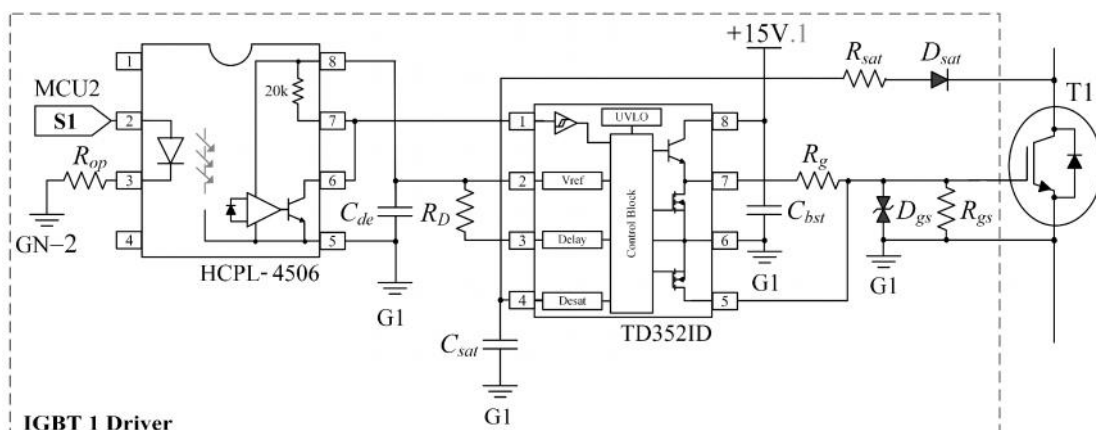 +15V.1
R_sat
D_sat
T1
1
8
20k
MCU2
S1
2
7
R_op
3
6
GN-2
4
5
HCPL- 4506
C_de
R_D
G1
1
8
UVLO
2
Vref
7
R_g
3
Delay
Control Block
6
C_bst
D_gs
R_gs
4
Desat
5
G1
G1
TD352ID
C_sat
G1
IGBT 1 Driver